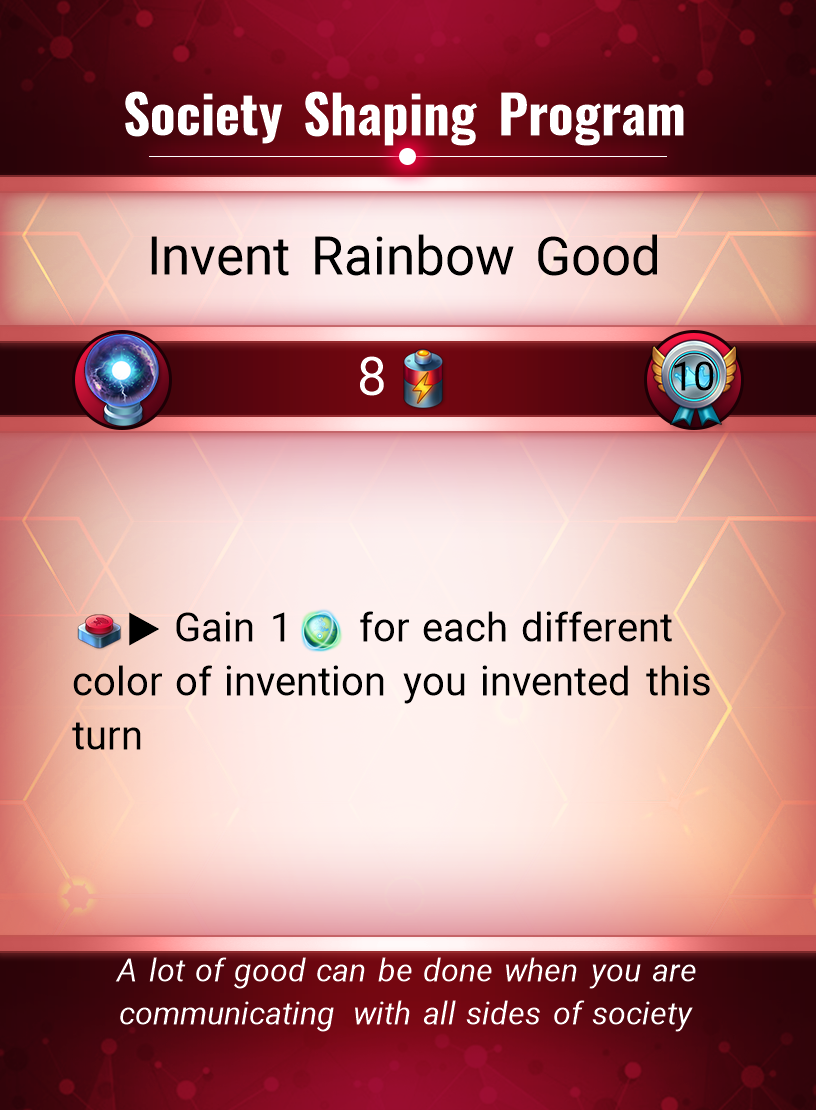 Society Shaping Program
Invent Rainbow Good
8
10
Gain 1 for each different
color of invention you invented this
turn
A lot of good can be done when you are
communicating with all sides of society